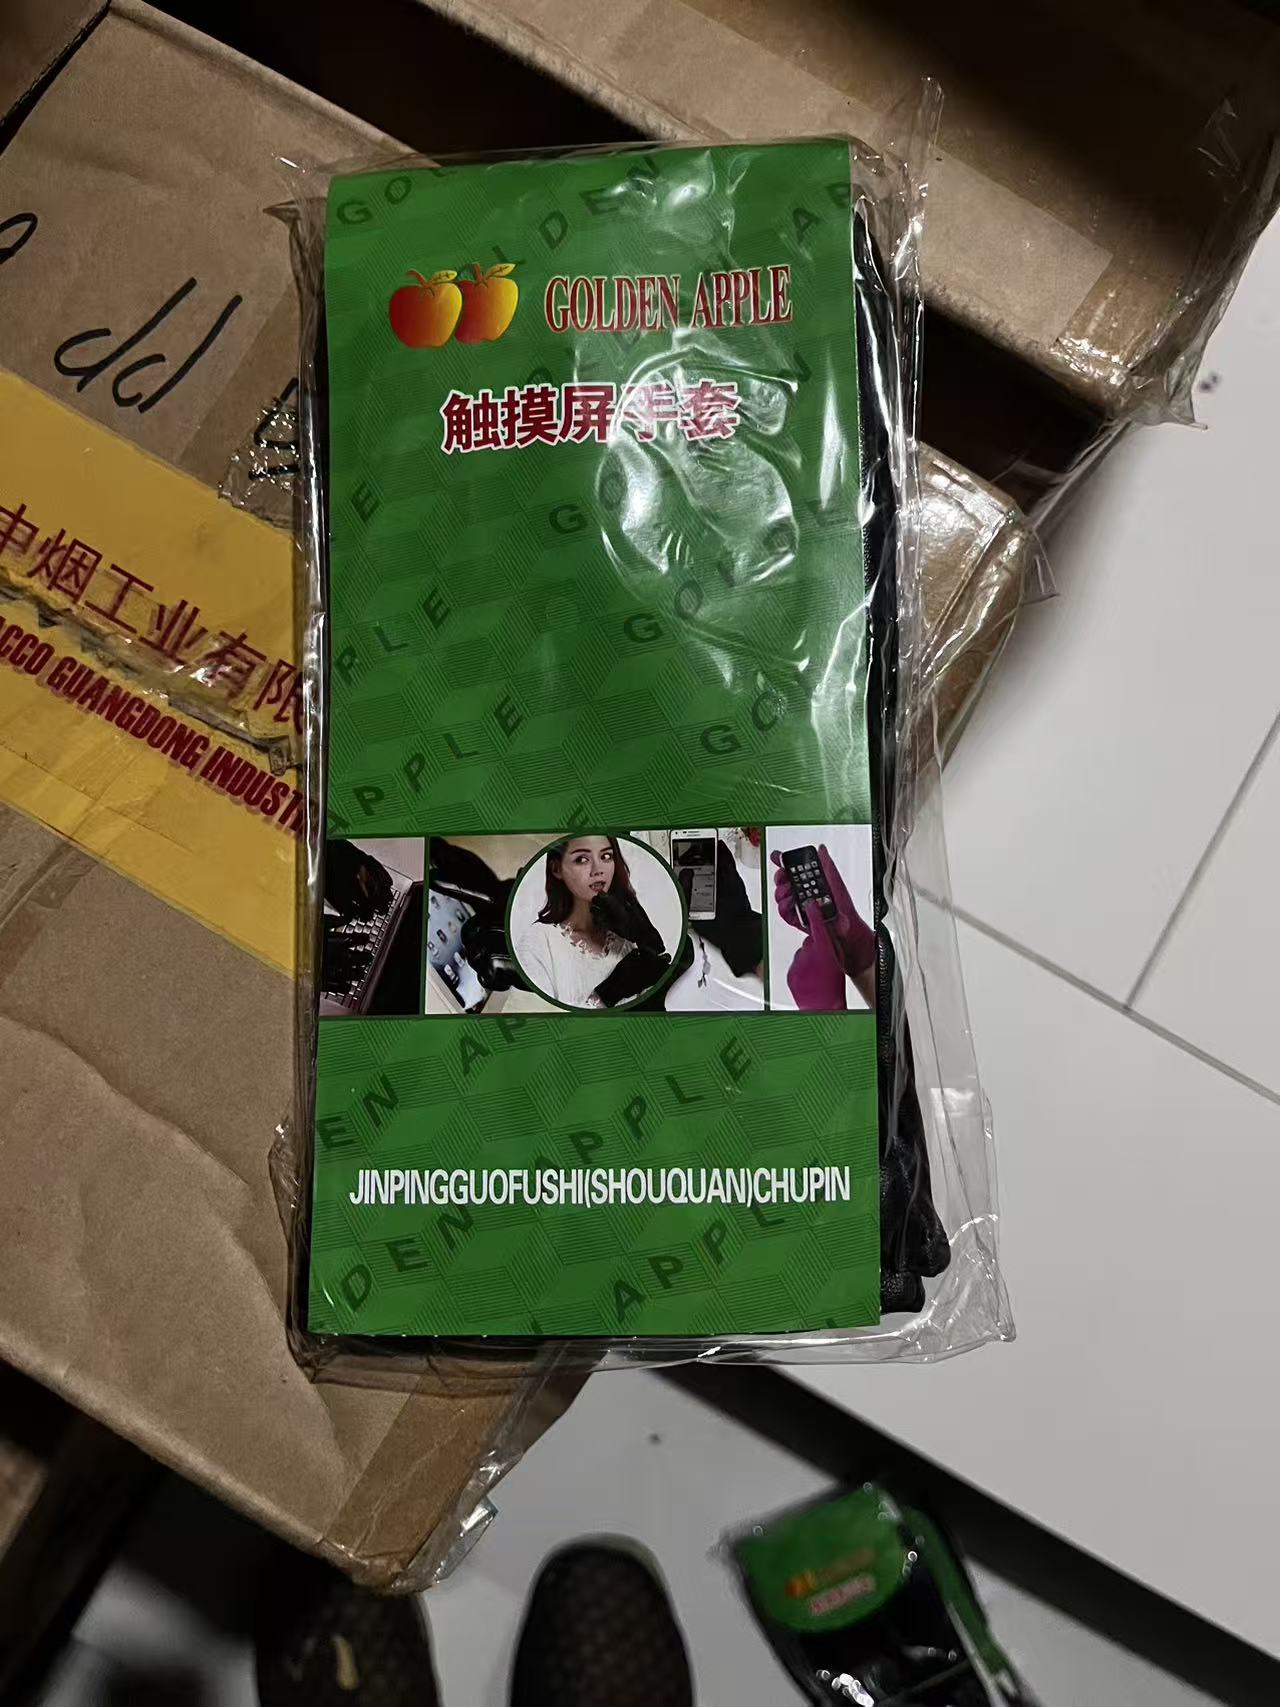 GOLDEN APPLE
触摸屏手套
中烟工业有限
ACCO GUANGDONG INDUSTR
JINPINGGUOFUSHI(SHOUQUAN)CHUPIN